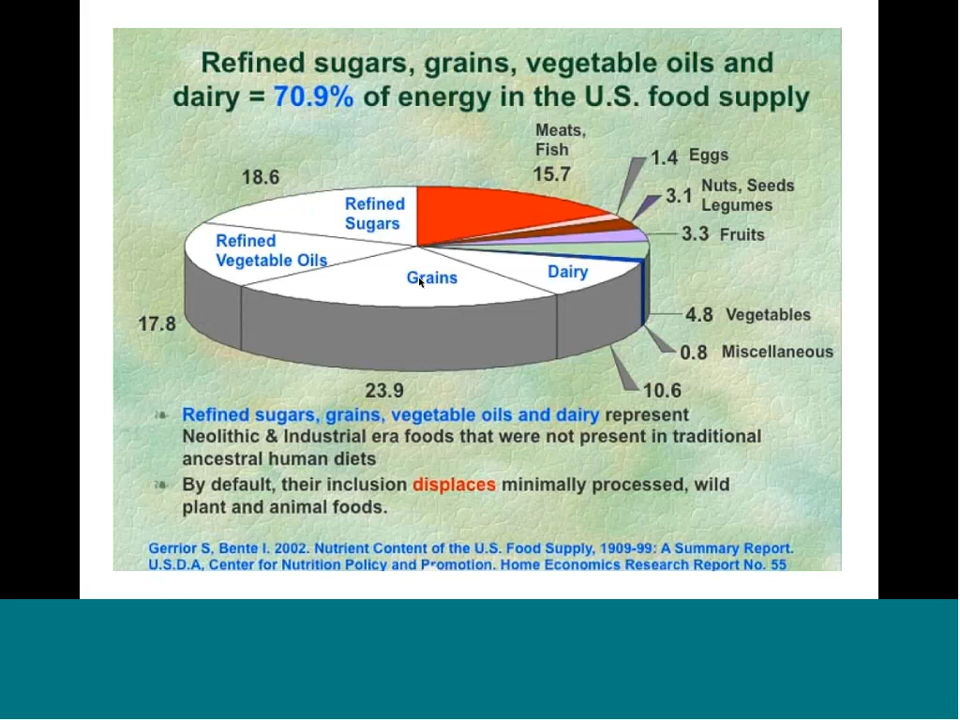 Refined sugars, grains, vegetable oils and
dairy = 70.9% of energy in the U.S. food supply
Meats,
Fish
15.7
1.4 Eggs
18.6
3.1 Nuts, Seeds
Legumes
Refined
Sugars
3.3 Fruits
Refined
Vegetable Oils
Grains
Dairy
4.8 Vegetables
17.8
0.8 Miscellaneous
23.9
10.6
Refined sugars, grains, vegetable oils and dairy represent
Neolithic & Industrial era foods that were not present in traditional
ancestral human diets
By default, their inclusion displaces minimally processed, wild
plant and animal foods.
Gerrior S, Bente I. 2002. Nutrient Content of the U.S. Food Supply, 1909-99: A Summary Report.
U.S.D.A, Center for Nutrition Policy and Promotion. Home Economics Research Report No. 55